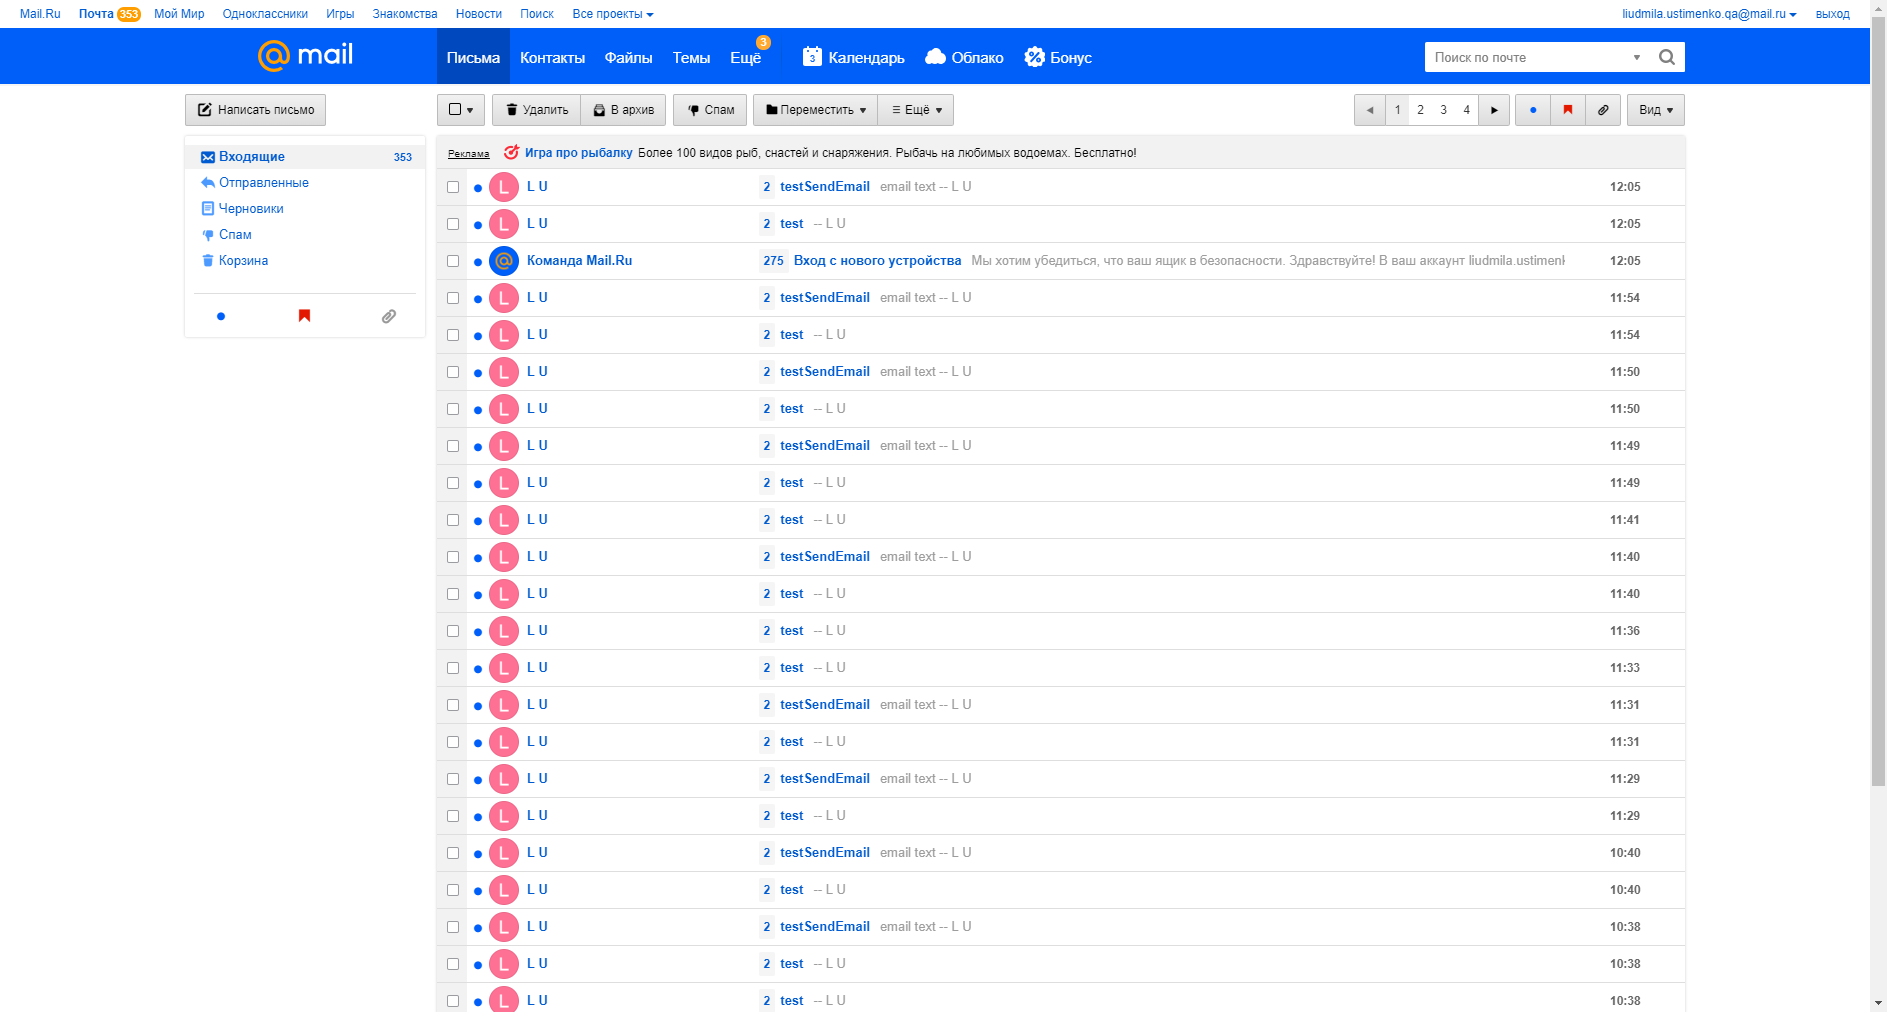 Mail.Ru Почта 353 Мой Мир Одноклассники Игры Знакомства Новости Поиск Все проекты liudmila.ustimenko.qa@mail.ru выход
@mail Письма Контакты Файлы Темы Ещё 3 3 Календарь Облако Бонус Поиск по почте
Написать письмо Удалить В архив Спам Переместить Ещё 1 2 3 4 Вид
Входящие 353
Отправленные
Черновики
Спам
Корзина
Реклама Игра про рыбалку Более 100 видов рыб, снастей и снаряжения. Рыбачь на любимых водоемах. Бесплатно!
L L U 2 testSendEmail email text -- L U 12:05
L L U 2 test -- L U 12:05
@ Команда Mail.Ru 275 Вход с нового устройства Мы хотим убедиться, что ваш ящик в безопасности. Здравствуйте! В ваш аккаунт liudmila.ustimenk
L L U 2 testSendEmail email text -- L U 11:54
L L U 2 test -- L U 11:54
L L U 2 testSendEmail email text -- L U 11:50
L L U 2 test -- L U 11:50
L L U 2 testSendEmail email text -- L U 11:49
L L U 2 test -- L U 11:49
L L U 2 test -- L U 11:41
L L U 2 testSendEmail email text -- L U 11:40
L L U 2 test -- L U 11:40
L L U 2 test -- L U 11:36
L L U 2 test -- L U 11:33
L L U 2 testSendEmail email text -- L U 11:31
L L U 2 test -- L U 11:31
L L U 2 testSendEmail email text -- L U 11:29
L L U 2 test -- L U 11:29
L L U 2 testSendEmail email text -- L U 10:40
L L U 2 test -- L U 10:40
L L U 2 testSendEmail email text -- L U 10:38
L L U 2 test -- L U 10:38
L L U 2 test -- L U 10:38